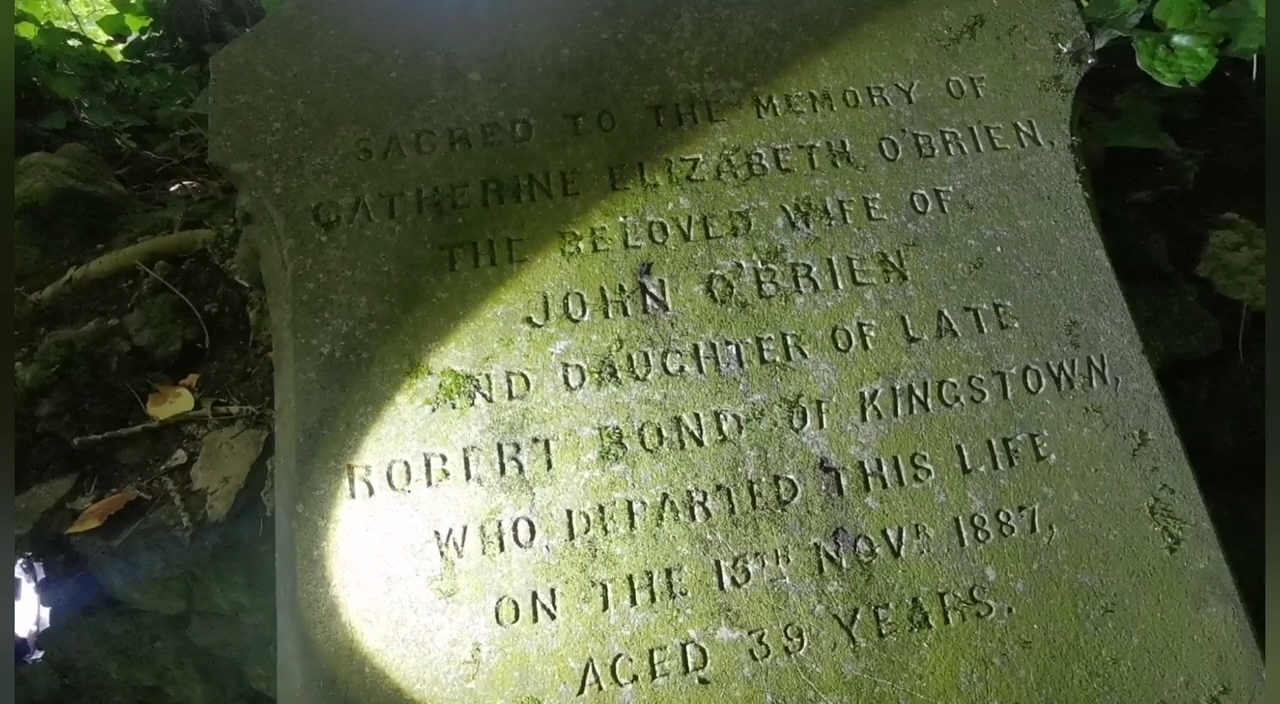 SACRED TO THE MEMORY OF
CATHERINE ELIZABETH O'BRIEN,
THE BELOVED WIFE OF
JOHN O'BRIEN
AND DAUGHTER OF LATE
ROBERT BOND OF KINGSTOWN,
WHO DEPARTED THIS LIFE
ON THE 13TH NOVR 1887,
AGED 39 YEARS.